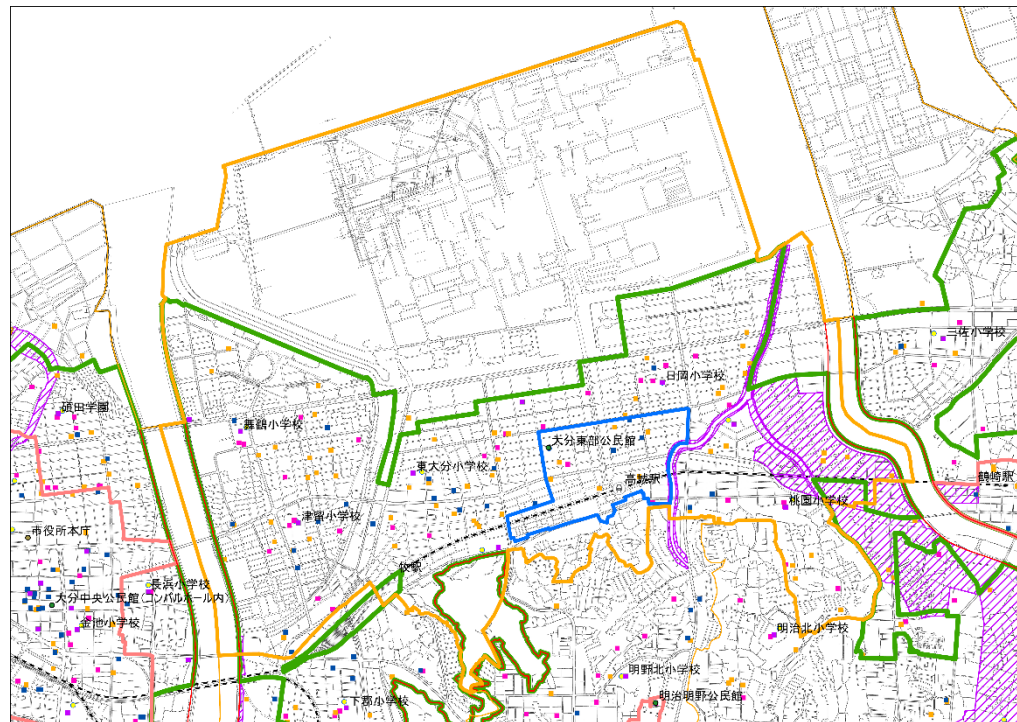 三佐小学校
日岡小学校
碩田学園
舞鶴小学校
大分東部公民館
東大分小学校
高城駅
鶴崎駅
桃園小学校
津留小学校
市役所本庁
牧駅
長浜小学校
大分中央公民館(コンパルホール内)
金池小学校
明治北小学校
明野北小学校
下郡小学校
明治明野公民館